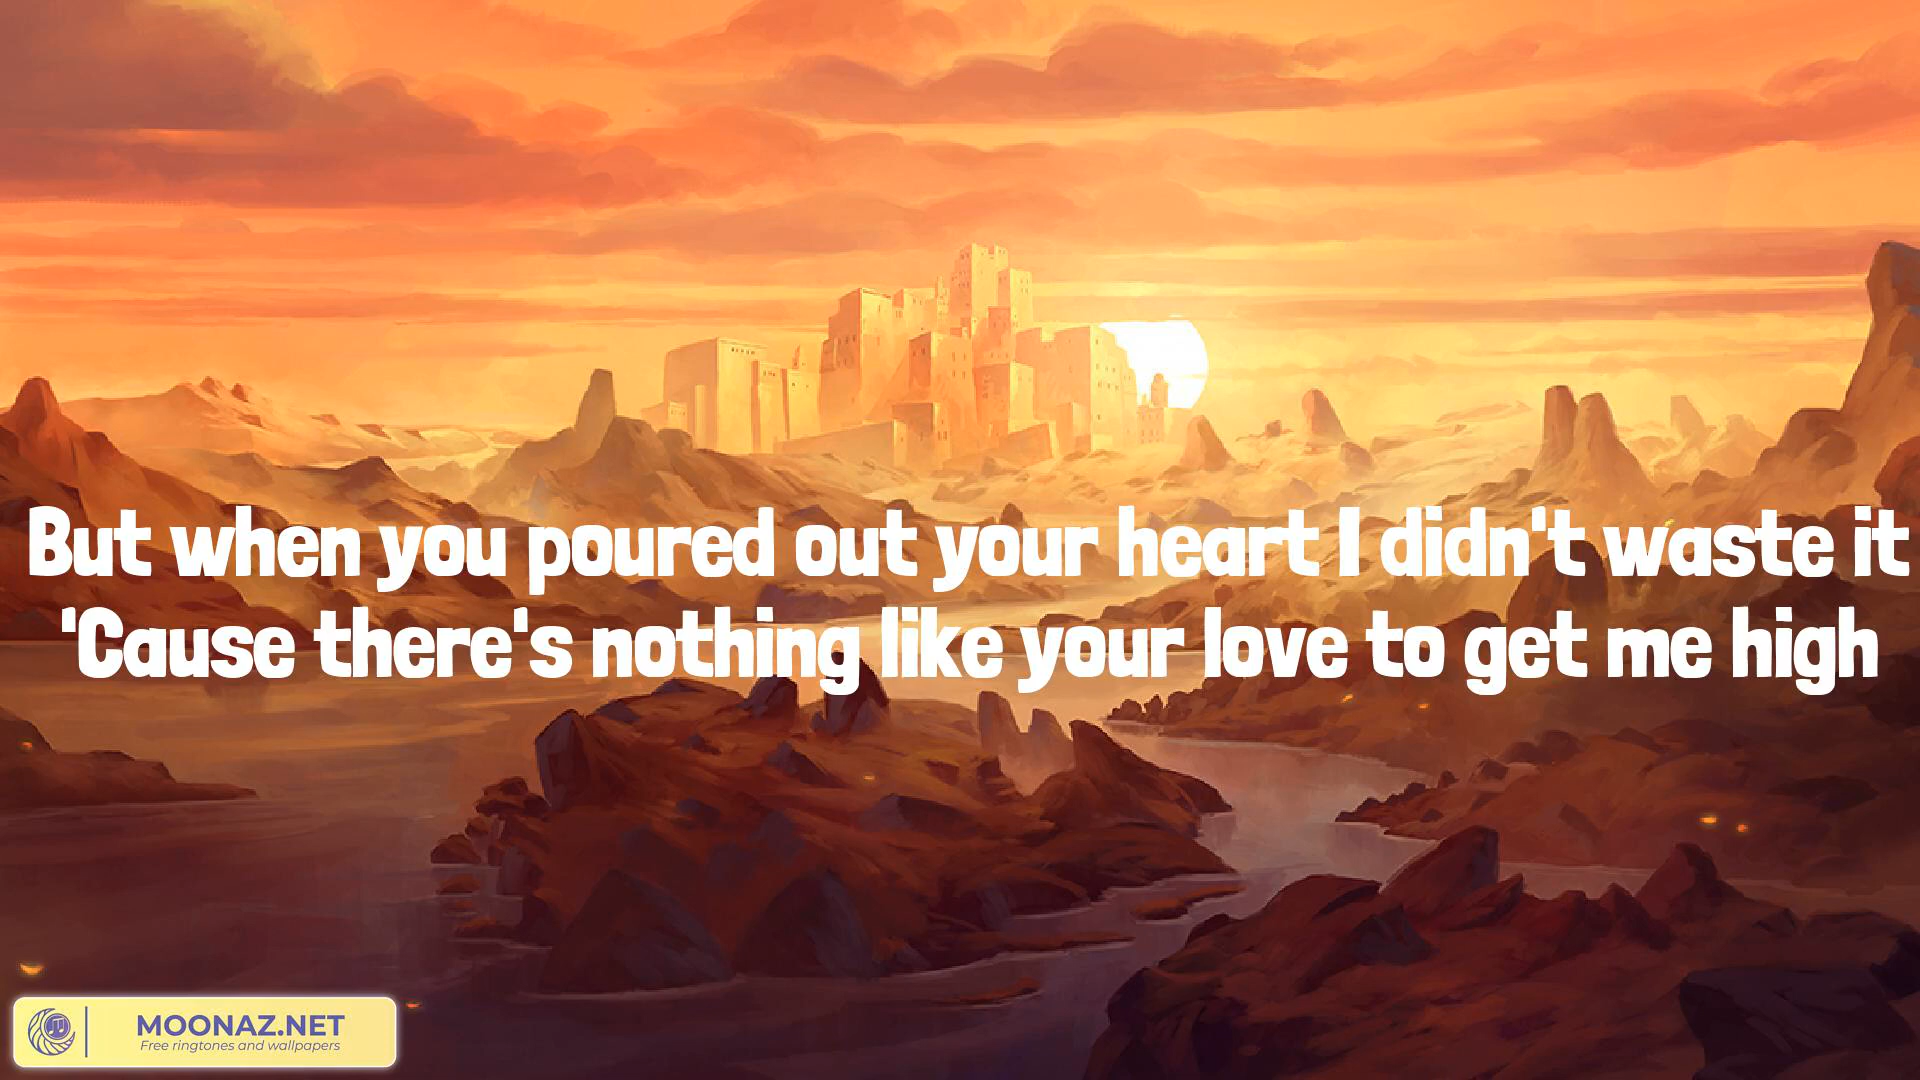 But when you poured out your heart I didn't waste it
'Cause there's nothing like your love to get me high
MOONAZ.NET
Free ringtones and wallpapers